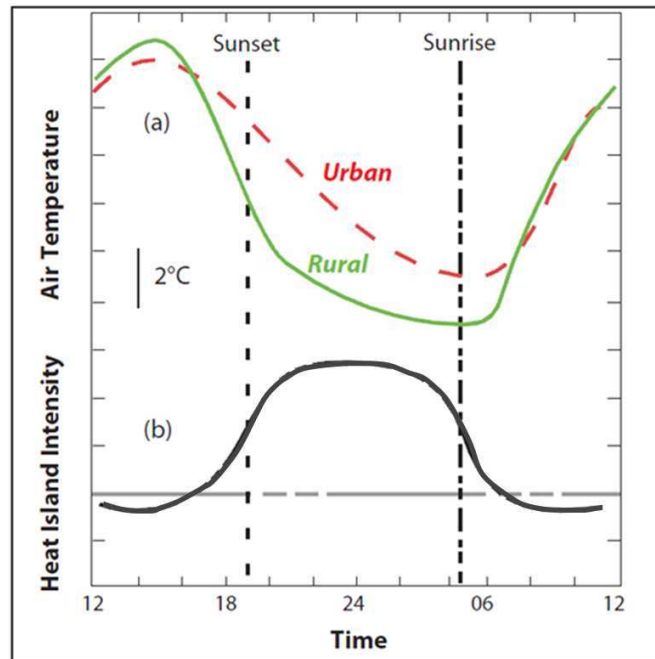 Sunset
Sunrise
(a)
Urban
Air Temperature
2°C
Rural
Heat Island Intensity
(b)
12
18
24
06
12
Time